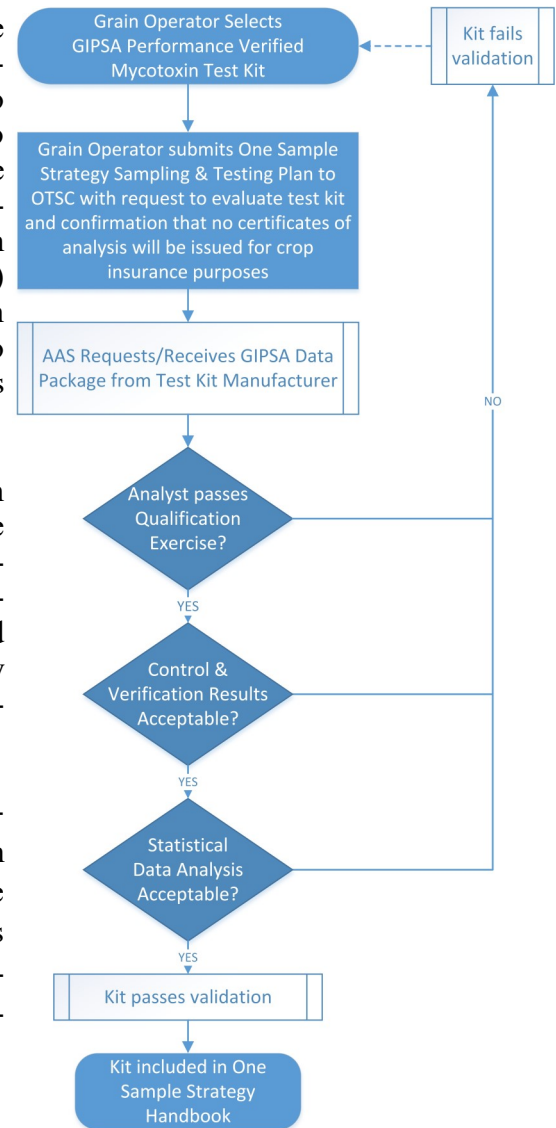 Grain Operator Selects
GIPSA Performance Verified
Mycotoxin Test Kit
Kit fails
validation
Grain Operator submits One Sample
Strategy Sampling & Testing Plan to
OTSC with request to evaluate test kit
and confirmation that no certificates of
analysis will be issued for crop
insurance purposes
AAS Requests/Receives GIPSA Data
Package from Test Kit Manufacturer
NO
Analyst passes
Qualification
Exercise?
YES
Control &
Verification Results
Acceptable?
YES
Statistical
Data Analysis
Acceptable?
YES
Kit passes validation
Kit included in One
Sample Strategy
Handbook